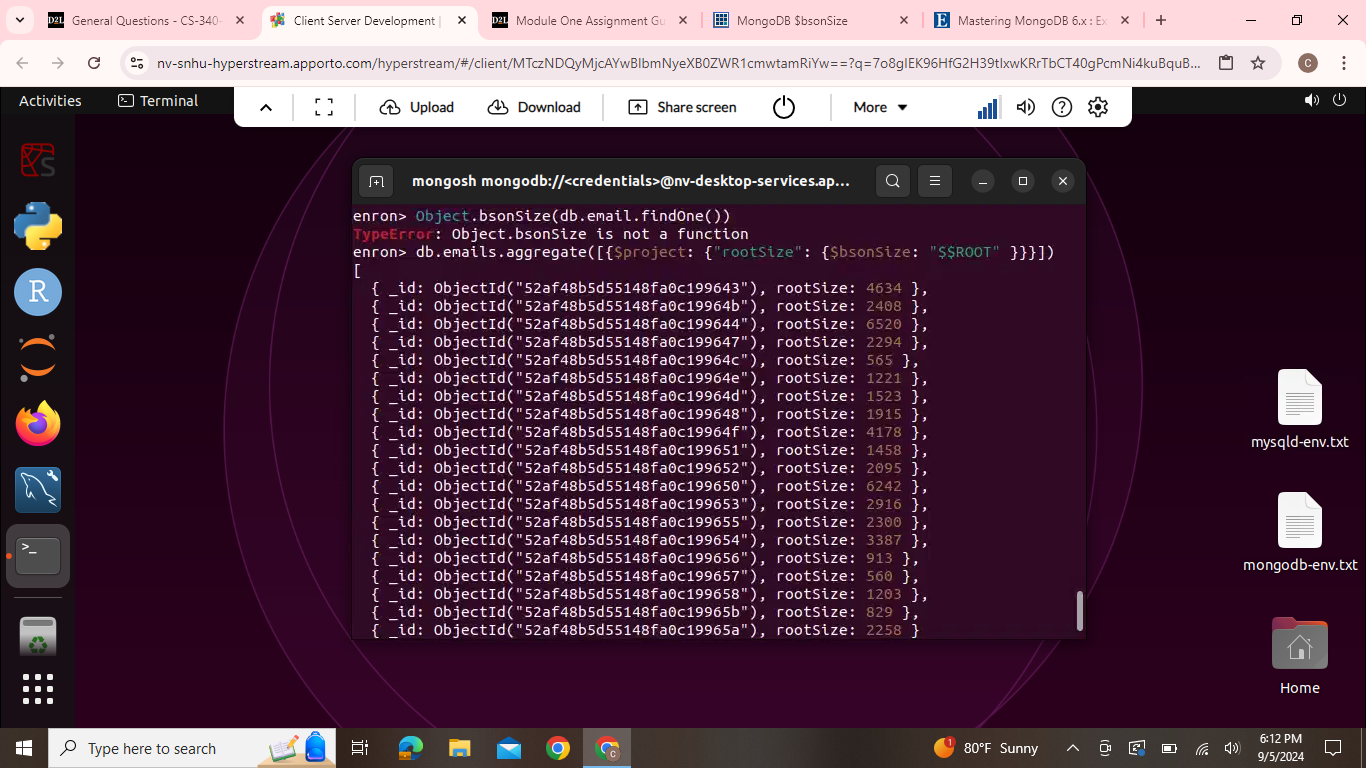 General Questions - CS-340-
Client Server Development |
D2L Module One Assignment Gu
MongoDB $bsonSize
Mastering MongoDB 6.x : Ex
nv-snhu-hyperstream.apporto.com/hyperstream/#/client/
C
Activities
Terminal
Upload
Download
Share screen
More
mongosh mongodb://<credentials>@nv-desktop-services.ap...
enron> Object.bsonSize(db.email.findOne())
TypeError: Object.bsonSize is not a function
enron> db.emails.aggregate([{$project: {"rootSize": {$bsonSize: "$$ROOT" }}}])
[
{ _id: ObjectId("52af48b5d55148fa0c199643"), rootSize: 4634 },
{ _id: ObjectId("52af48b5d55148fa0c19964b"), rootSize: 2408 },
{ _id: ObjectId("52af48b5d55148fa0c199644"), rootSize: 6520 },
{ _id: ObjectId("52af48b5d55148fa0c199647"), rootSize: 2294 },
{ _id: ObjectId("52af48b5d55148fa0c19964c"), rootSize: 565 },
{ _id: ObjectId("52af48b5d55148fa0c19964e"), rootSize: 1221 },
{ _id: ObjectId("52af48b5d55148fa0c19964d"), rootSize: 1523 },
{ _id: ObjectId("52af48b5d55148fa0c199648"), rootSize: 1915 },
{ _id: ObjectId("52af48b5d55148fa0c19964f"), rootSize: 4178 },
{ _id: ObjectId("52af48b5d55148fa0c199651"), rootSize: 1458 },
{ _id: ObjectId("52af48b5d55148fa0c199652"), rootSize: 2095 },
{ _id: ObjectId("52af48b5d55148fa0c199650"), rootSize: 6242 },
{ _id: ObjectId("52af48b5d55148fa0c199653"), rootSize: 2916 },
{ _id: ObjectId("52af48b5d55148fa0c199655"), rootSize: 2300 },
{ _id: ObjectId("52af48b5d55148fa0c199654"), rootSize: 3387 },
{ _id: ObjectId("52af48b5d55148fa0c199656"), rootSize: 913 },
{ _id: ObjectId("52af48b5d55148fa0c199657"), rootSize: 560 },
{ _id: ObjectId("52af48b5d55148fa0c199658"), rootSize: 1203 },
{ _id: ObjectId("52af48b5d55148fa0c19965b"), rootSize: 829 },
{ _id: ObjectId("52af48b5d55148fa0c19965a"), rootSize: 2258 }
mysqld-env.txt
mongodb-env.txt
Home
Type here to search
80°F Sunny
6:12 PM
9/5/2024